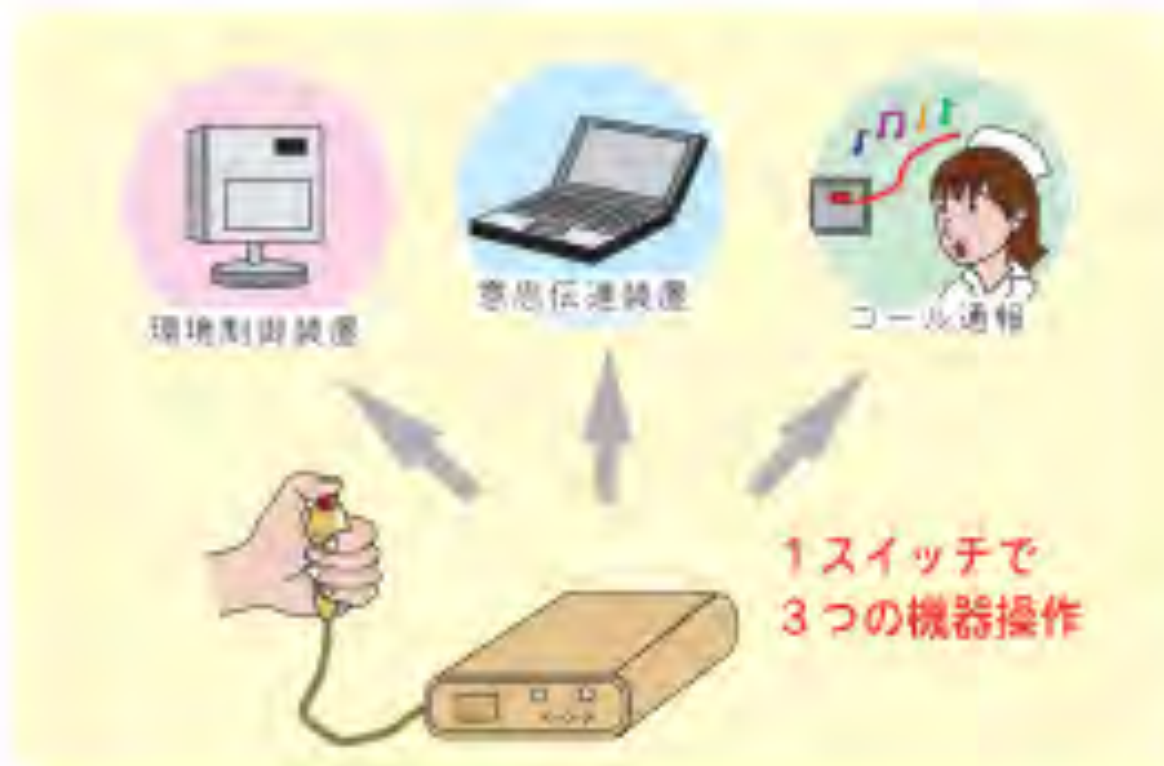 環境制御装置
意思伝達装置
コール通報
1スイッチで
3つの機器操作